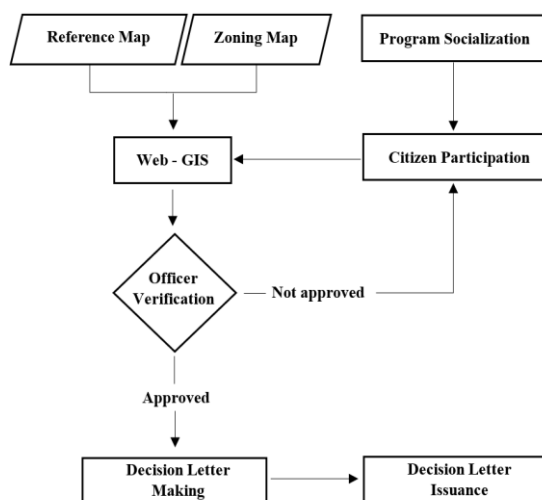 Reference Map
Zoning Map
Program Socialization
Web - GIS
Citizen Participation
Officer
Verification
Not approved
Approved
Decision Letter
Making
Decision Letter
Issuance